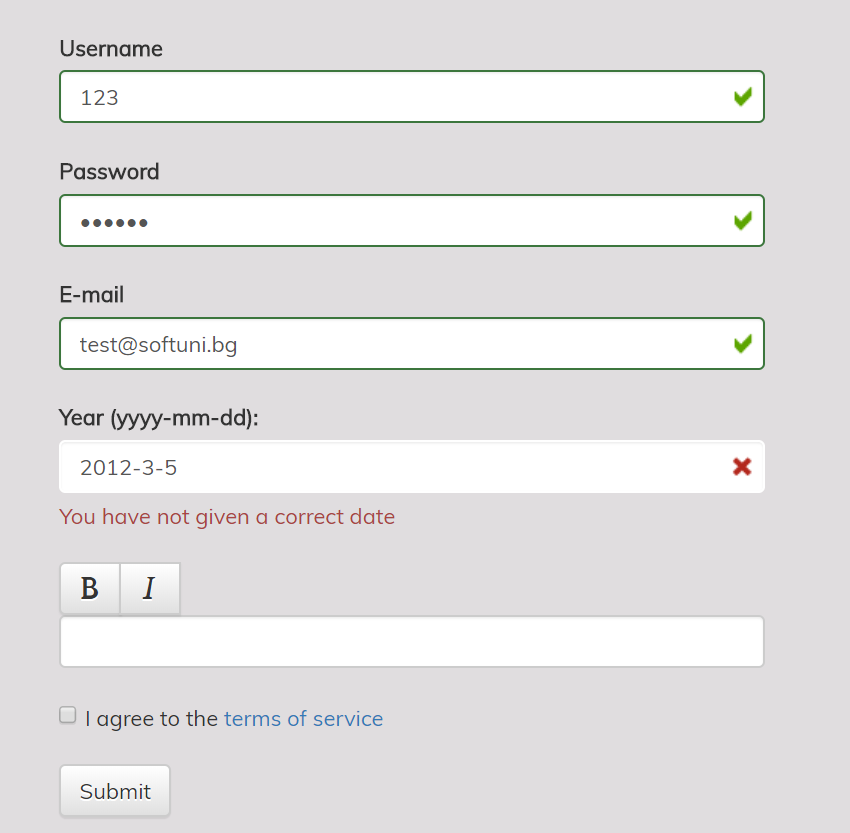 Username
123
Password
••••••
E-mail
test@softuni.bg
Year (yyyy-mm-dd):
2012-3-5
You have not given a correct date
B I
I agree to the terms of service
Submit